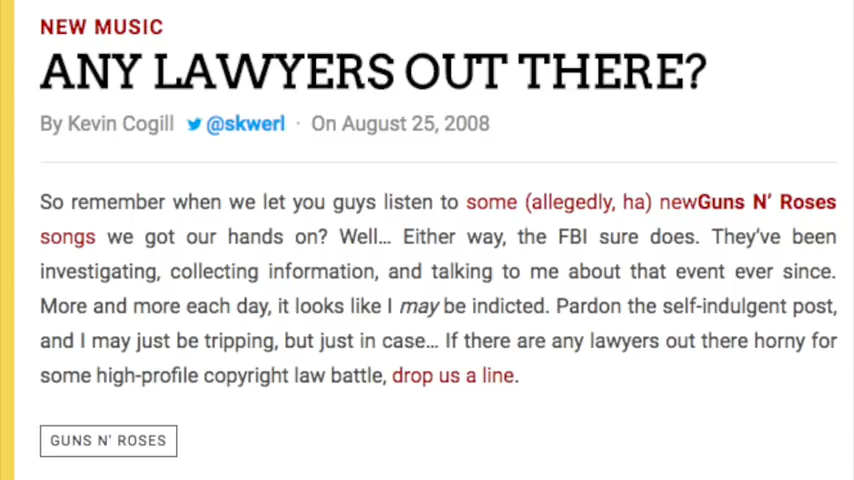 NEW MUSIC
ANY LAWYERS OUT THERE?
By Kevin Cogill @skwerl · On August 25, 2008
So remember when we let you guys listen to some (allegedly, ha) newGuns N' Roses
songs we got our hands on? Well... Either way, the FBI sure does. They've been
investigating, collecting information, and talking to me about that event ever since.
More and more each day, it looks like I may be indicted. Pardon the self-indulgent post,
and I may just be tripping, but just in case... If there are any lawyers out there horny for
some high-profile copyright law battle, drop us a line.
GUNS N' ROSES